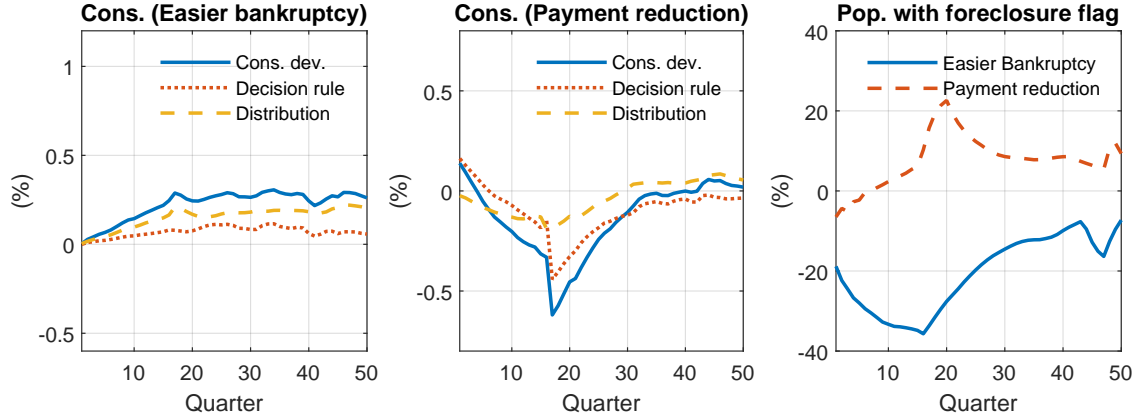 Cons. (Easier bankruptcy)
1
0.5
0
-0.5
(%)
Cons. dev.
Decision rule
Distribution
10 20 30 40 50
Quarter
Cons. (Payment reduction)
0.5
0
-0.5
(%)
Cons. dev.
Decision rule
Distribution
10 20 30 40 50
Quarter
Pop. with foreclosure flag
40
20
0
-20
-40
(%)
Easier Bankruptcy
Payment reduction
10 20 30 40 50
Quarter